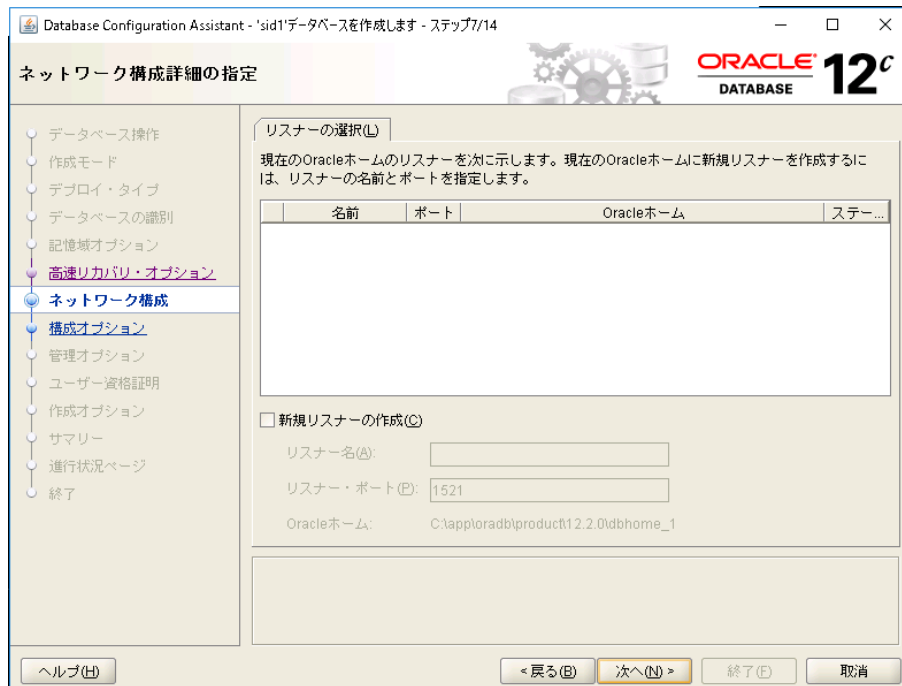 Database Configuration Assistant - 'sid1'データベースを作成します - ステップ7/14
ネットワーク構成詳細の指定
ORACLE
DATABASE
12c
データベース操作
作成モード
デプロイ・タイプ
データベースの識別
記憶域オプション
高速リカバリ・オプション
ネットワーク構成
構成オプション
管理オプション
ユーザー資格証明
作成オプション
サマリー
進行状況ページ
終了
リスナーの選択(L)
現在のOracleホームのリスナーを次に示します。現在のOracleホームに新規リスナーを作成するに
は、リスナーの名前とポートを指定します。
名前 ポート Oracleホーム ステー...
新規リスナーの作成(C)
リスナー名(A):
リスナー・ポート(P): 1521
Oracleホーム: C:\app\oradb\product\12.2.0\dbhome_1
ヘルプ(H) <戻る(B) 次へ(N)> 終了(F) 取消